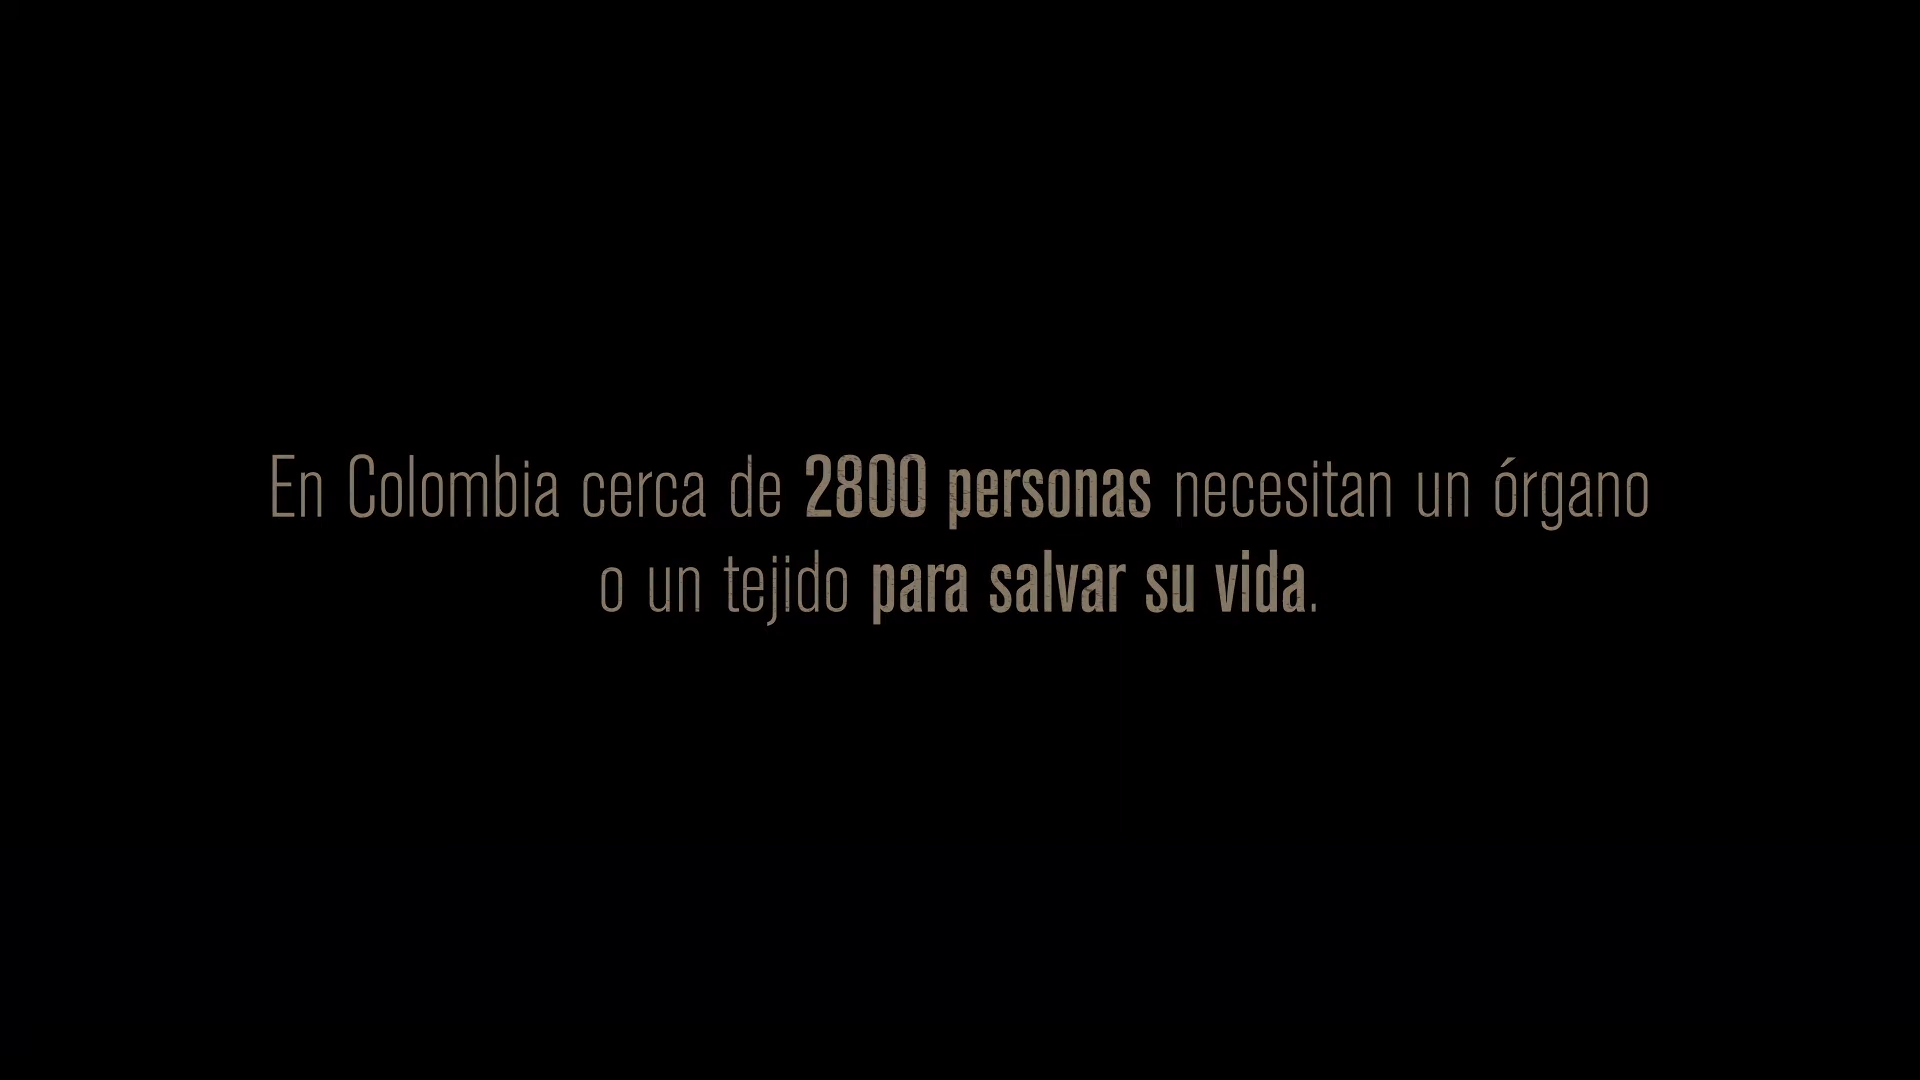 En Colombia cerca de 2800 personas necesitan un órgano
o un tejido para salvar su vida.